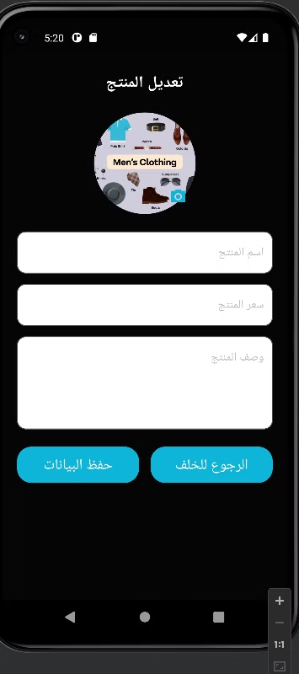 5:20
تعديل المنتج
Men's Clothing
اسم المنتج
سعر المنتج
وصف المنتج
الرجوع للخلف
حفظ البيانات
1:1